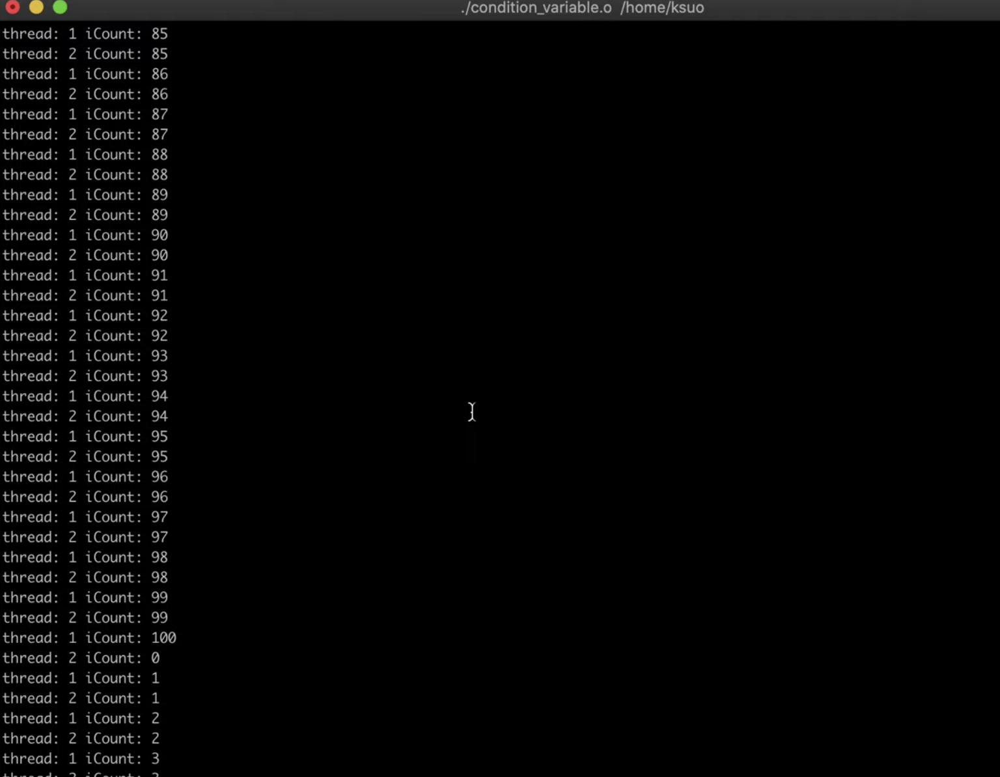 ./condition_variable.o /home/ksuo
thread: 1 iCount: 85
thread: 2 iCount: 85
thread: 1 iCount: 86
thread: 2 iCount: 86
thread: 1 iCount: 87
thread: 2 iCount: 87
thread: 1 iCount: 88
thread: 2 iCount: 88
thread: 1 iCount: 89
thread: 2 iCount: 89
thread: 1 iCount: 90
thread: 2 iCount: 90
thread: 1 iCount: 91
thread: 2 iCount: 91
thread: 1 iCount: 92
thread: 2 iCount: 92
thread: 1 iCount: 93
thread: 2 iCount: 93
thread: 1 iCount: 94
thread: 2 iCount: 94
thread: 1 iCount: 95
thread: 2 iCount: 95
thread: 1 iCount: 96
thread: 2 iCount: 96
thread: 1 iCount: 97
thread: 2 iCount: 97
thread: 1 iCount: 98
thread: 2 iCount: 98
thread: 1 iCount: 99
thread: 2 iCount: 99
thread: 1 iCount: 100
thread: 2 iCount: 0
thread: 1 iCount: 1
thread: 2 iCount: 1
thread: 1 iCount: 2
thread: 2 iCount: 2
thread: 1 iCount: 3